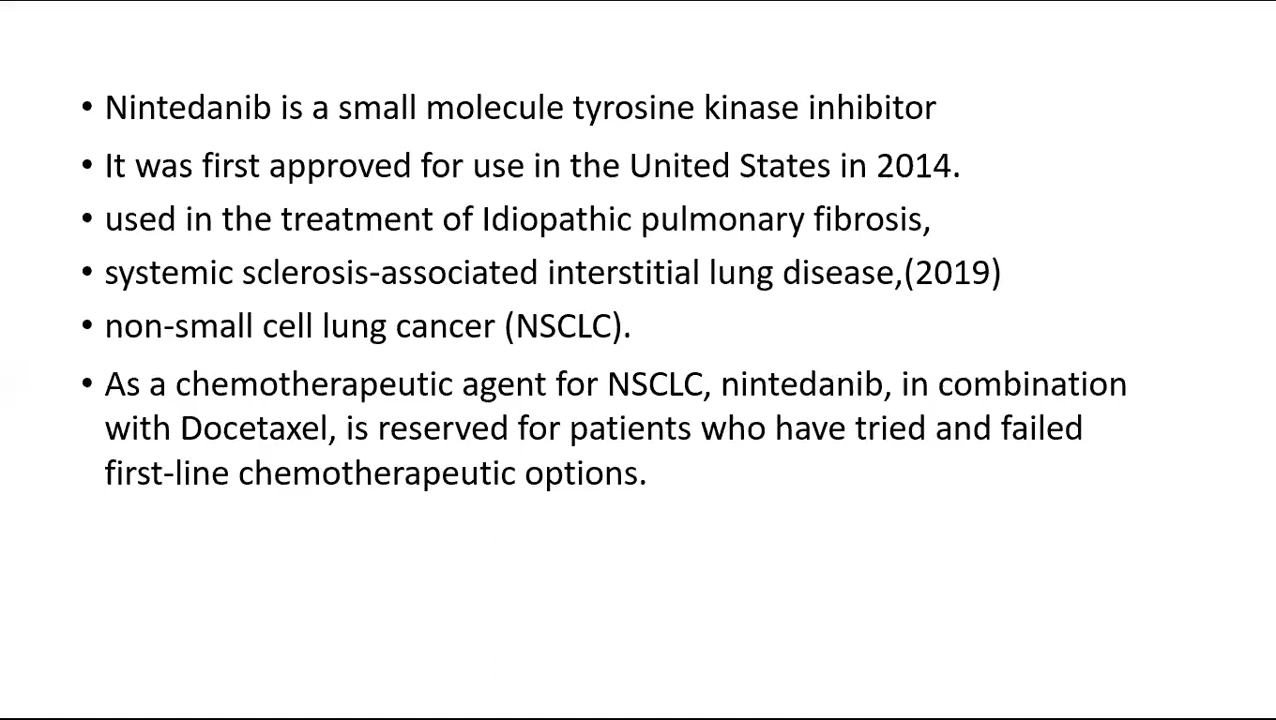 • Nintedanib is a small molecule tyrosine kinase inhibitor
• It was first approved for use in the United States in 2014.
• used in the treatment of Idiopathic pulmonary fibrosis,
• systemic sclerosis-associated interstitial lung disease,(2019)
• non-small cell lung cancer (NSCLC).
• As a chemotherapeutic agent for NSCLC, nintedanib, in combination
with Docetaxel, is reserved for patients who have tried and failed
first-line chemotherapeutic options.